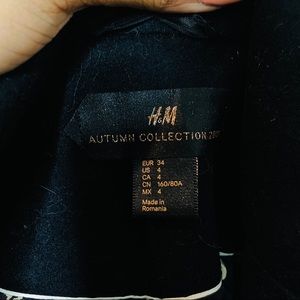 H&M
AUTUMN COLLECTION
EUR 34
US 4
CA 4
CN 160/80A
MX 4
Made in
Romania